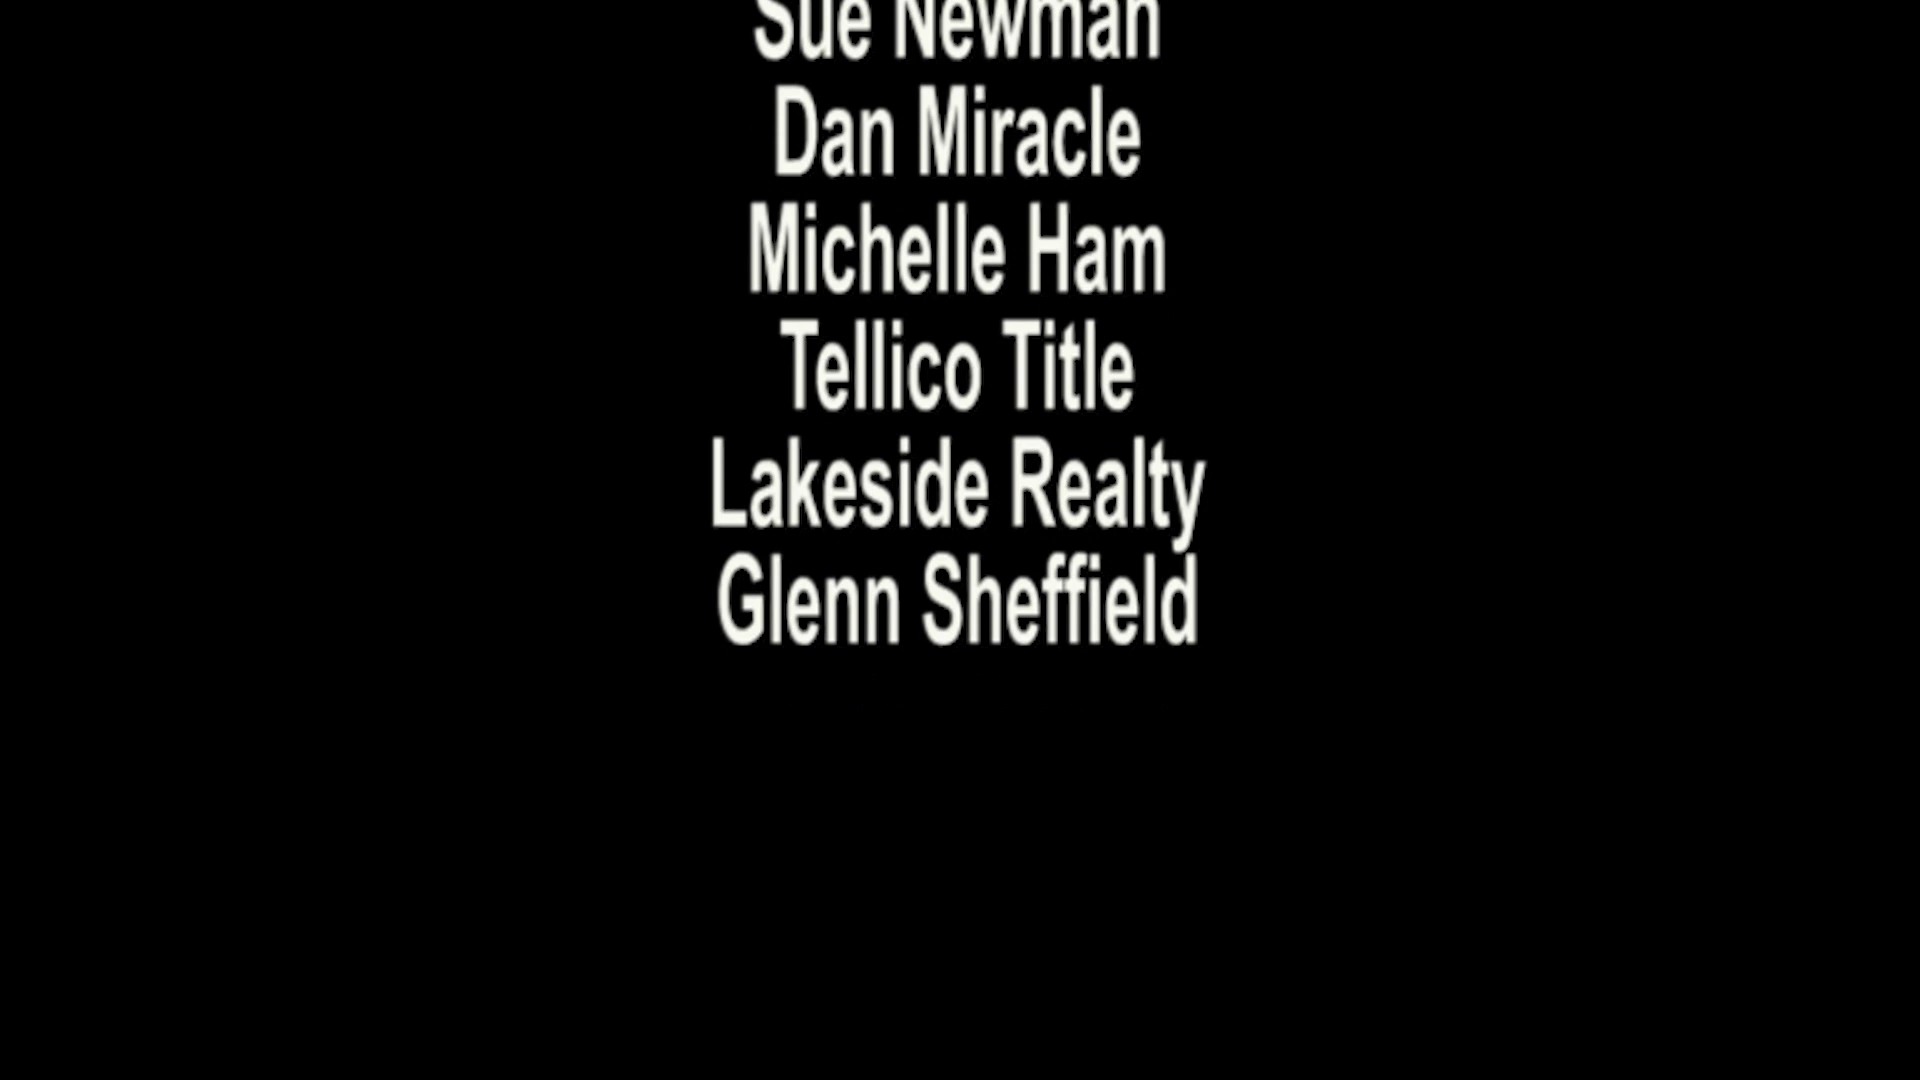 Sue Newman
Dan Miracle
Michelle Ham
Tellico Title
Lakeside Realty
Glenn Sheffield